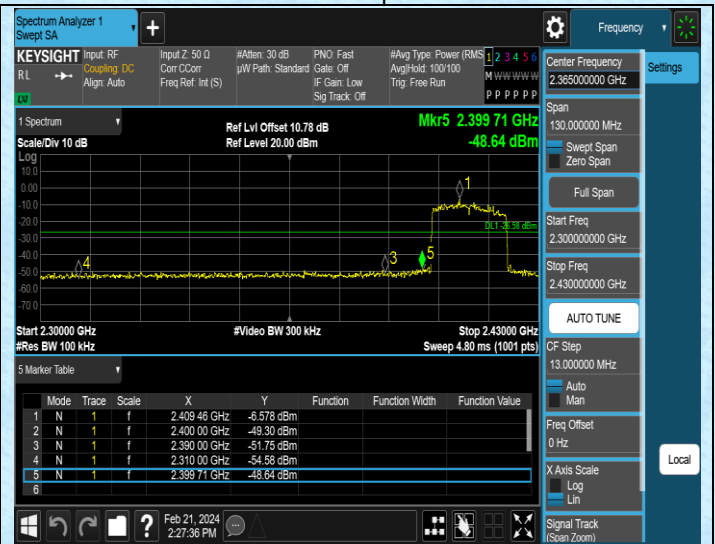 Spectrum Analyzer 1
Swept SA
+
Frequency
KEYSIGHT
RL
LXI
Input: RF
Coupling: DC
Align: Auto
Input Z: 50 Ω
Corr CCorr
Freq Ref: Int (S)
#Atten: 30 dB
µW Path: Standard
PNO: Fast
Gate: Off
IF Gain: Low
Sig Track: Off
#Avg Type: Power (RMS
Avg|Hold: 100/100
Trig: Free Run
1 2 3 4 5 6
M W W W W W
P P P P P P
1 Spectrum
Scale/Div 10 dB
Ref Lvl Offset 10.78 dB
Ref Level 20.00 dBm
Mkr5 2.399 71 GHz
-48.64 dBm
Log
10.0
0.00
-10.0
-20.0
-30.0
-40.0
-50.0
-60.0
-70.0
1
DL1 -26.58 dBm
4
3
5
Start 2.30000 GHz
#Res BW 100 kHz
#Video BW 300 kHz
Stop 2.43000 GHz
Sweep 4.80 ms (1001 pts)
5 Marker Table
Mode Trace Scale X Y Function Function Width Function Value
1 N 1 f 2.409 46 GHz -6.578 dBm
2 N 1 f 2.400 00 GHz -49.30 dBm
3 N 1 f 2.390 00 GHz -51.75 dBm
4 N 1 f 2.310 00 GHz -54.58 dBm
5 N 1 f 2.399 71 GHz -48.64 dBm
6
?
Feb 21, 2024
2:27:36 PM
Center Frequency
2.365000000 GHz
Span
130.000000 MHz
Swept Span
Zero Span
Full Span
Start Freq
2.300000000 GHz
Stop Freq
2.430000000 GHz
AUTO TUNE
CF Step
13.000000 MHz
Auto
Man
Freq Offset
0 Hz
X Axis Scale
Log
Lin
Signal Track
(Span Zoom)
Settings
Local